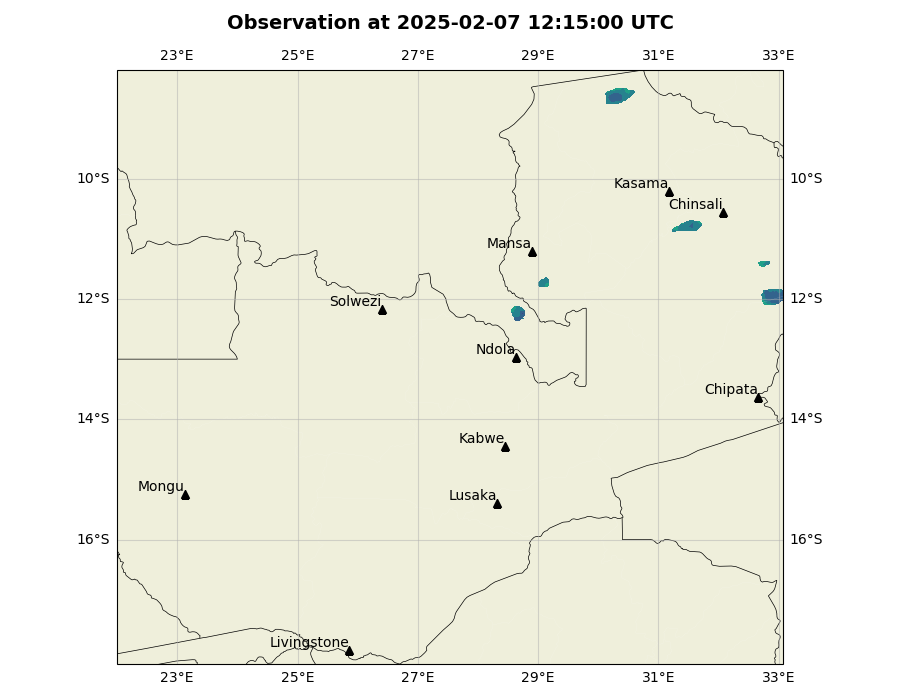 Observation at 2025-02-07 12:15:00 UTC
23°E 25°E 27°E 29°E 31°E 33°E
10°S 10°S
Kasama
Chinsali
Mansa
12°S 12°S
Solwezi
Ndola
Chipata
14°S 14°S
Kabwe
Mongu
Lusaka
16°S 16°S
Livingstone
23°E 25°E 27°E 29°E 31°E 33°E